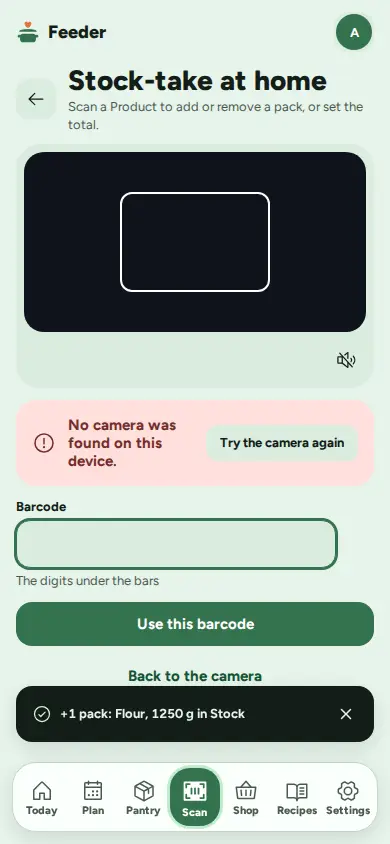 Feeder
A
Stock-take at home
Scan a Product to add or remove a pack, or set the
total.
No camera was
found on this
device.
Try the camera again
Barcode
The digits under the bars
Use this barcode
Back to the camera
+1 pack: Flour, 1250 g in Stock
Today
Plan
Pantry
Scan
Shop
Recipes
Settings